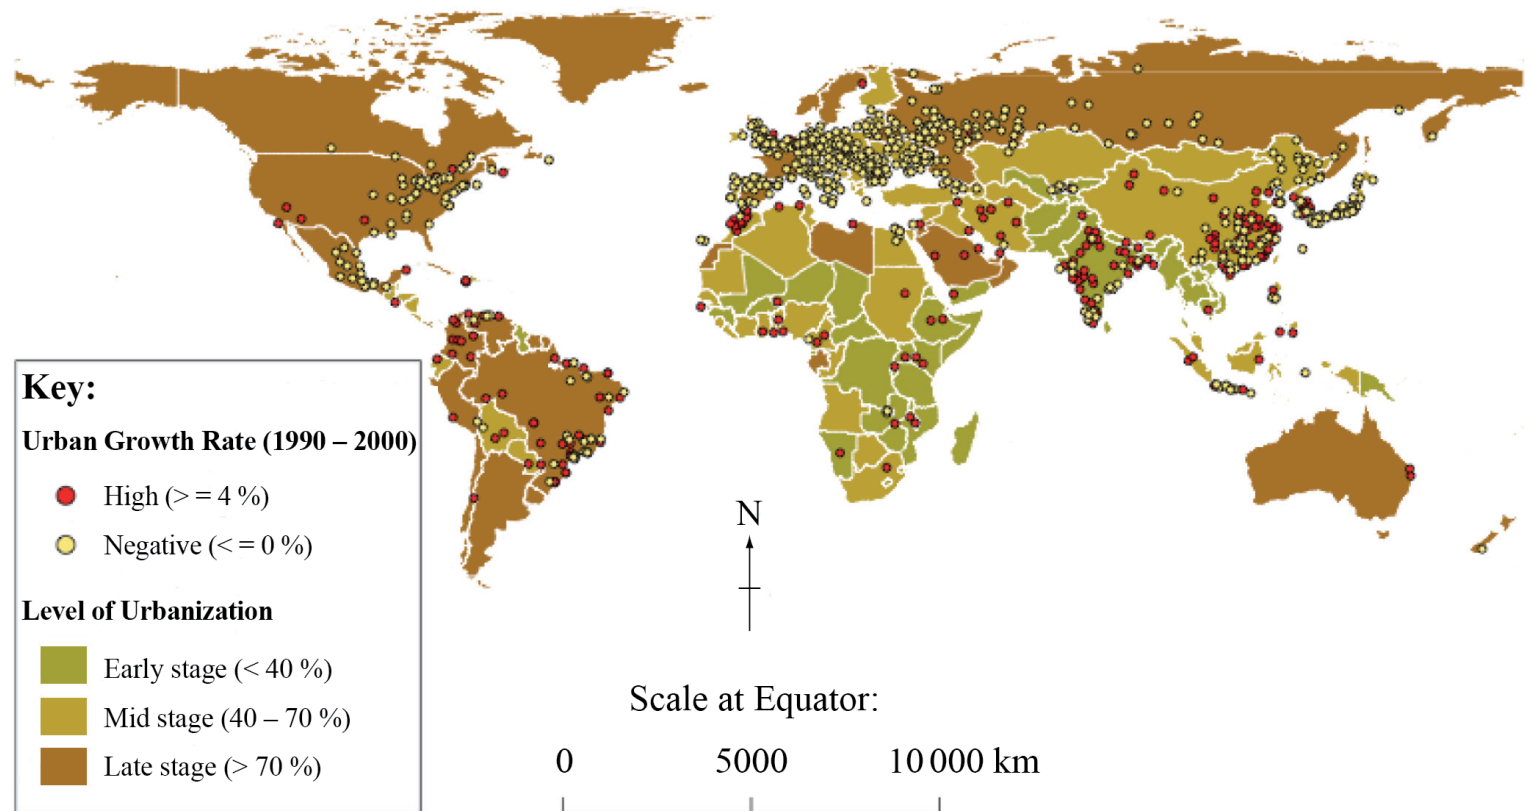 Key:
Urban Growth Rate (1990 – 2000)
High (> = 4 %)
Negative (< = 0 %)
Level of Urbanization
Early stage (< 40 %)
Mid stage (40 – 70 %)
Late stage (> 70 %)
N
Scale at Equator:
0 5000 10 000 km